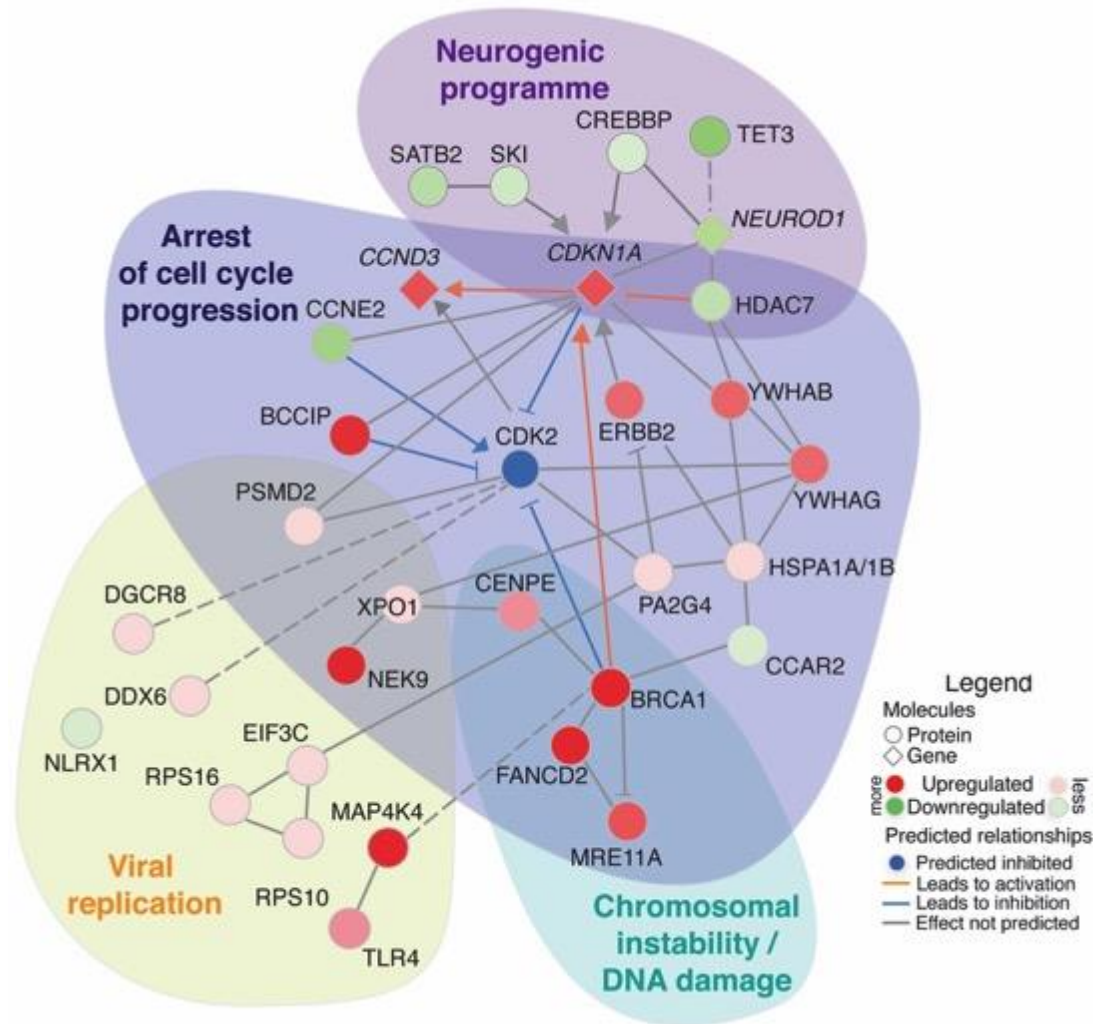 Neurogenic
programme
CREBBP
TET3
SATB2
SKI
NEUROD1
Arrest
of cell cycle
progression
CCND3
CDKN1A
HDAC7
CCNE2
YWHAB
BCCIP
ERBB2
CDK2
PSMD2
YWHAG
CENPE
HSPA1A/1B
DGCR8
XPO1
PA2G4
CCAR2
NEK9
DDX6
BRCA1
NLRX1
EIF3C
FANCD2
RPS16
MAP4K4
MRE11A
Viral
replication
RPS10
TLR4
Chromosomal
instability /
DNA damage
Legend
Molecules
Protein
Gene
more
Upregulated
less
Downregulated
Predicted relationships
Predicted inhibited
Leads to activation
Leads to inhibition
Effect not predicted